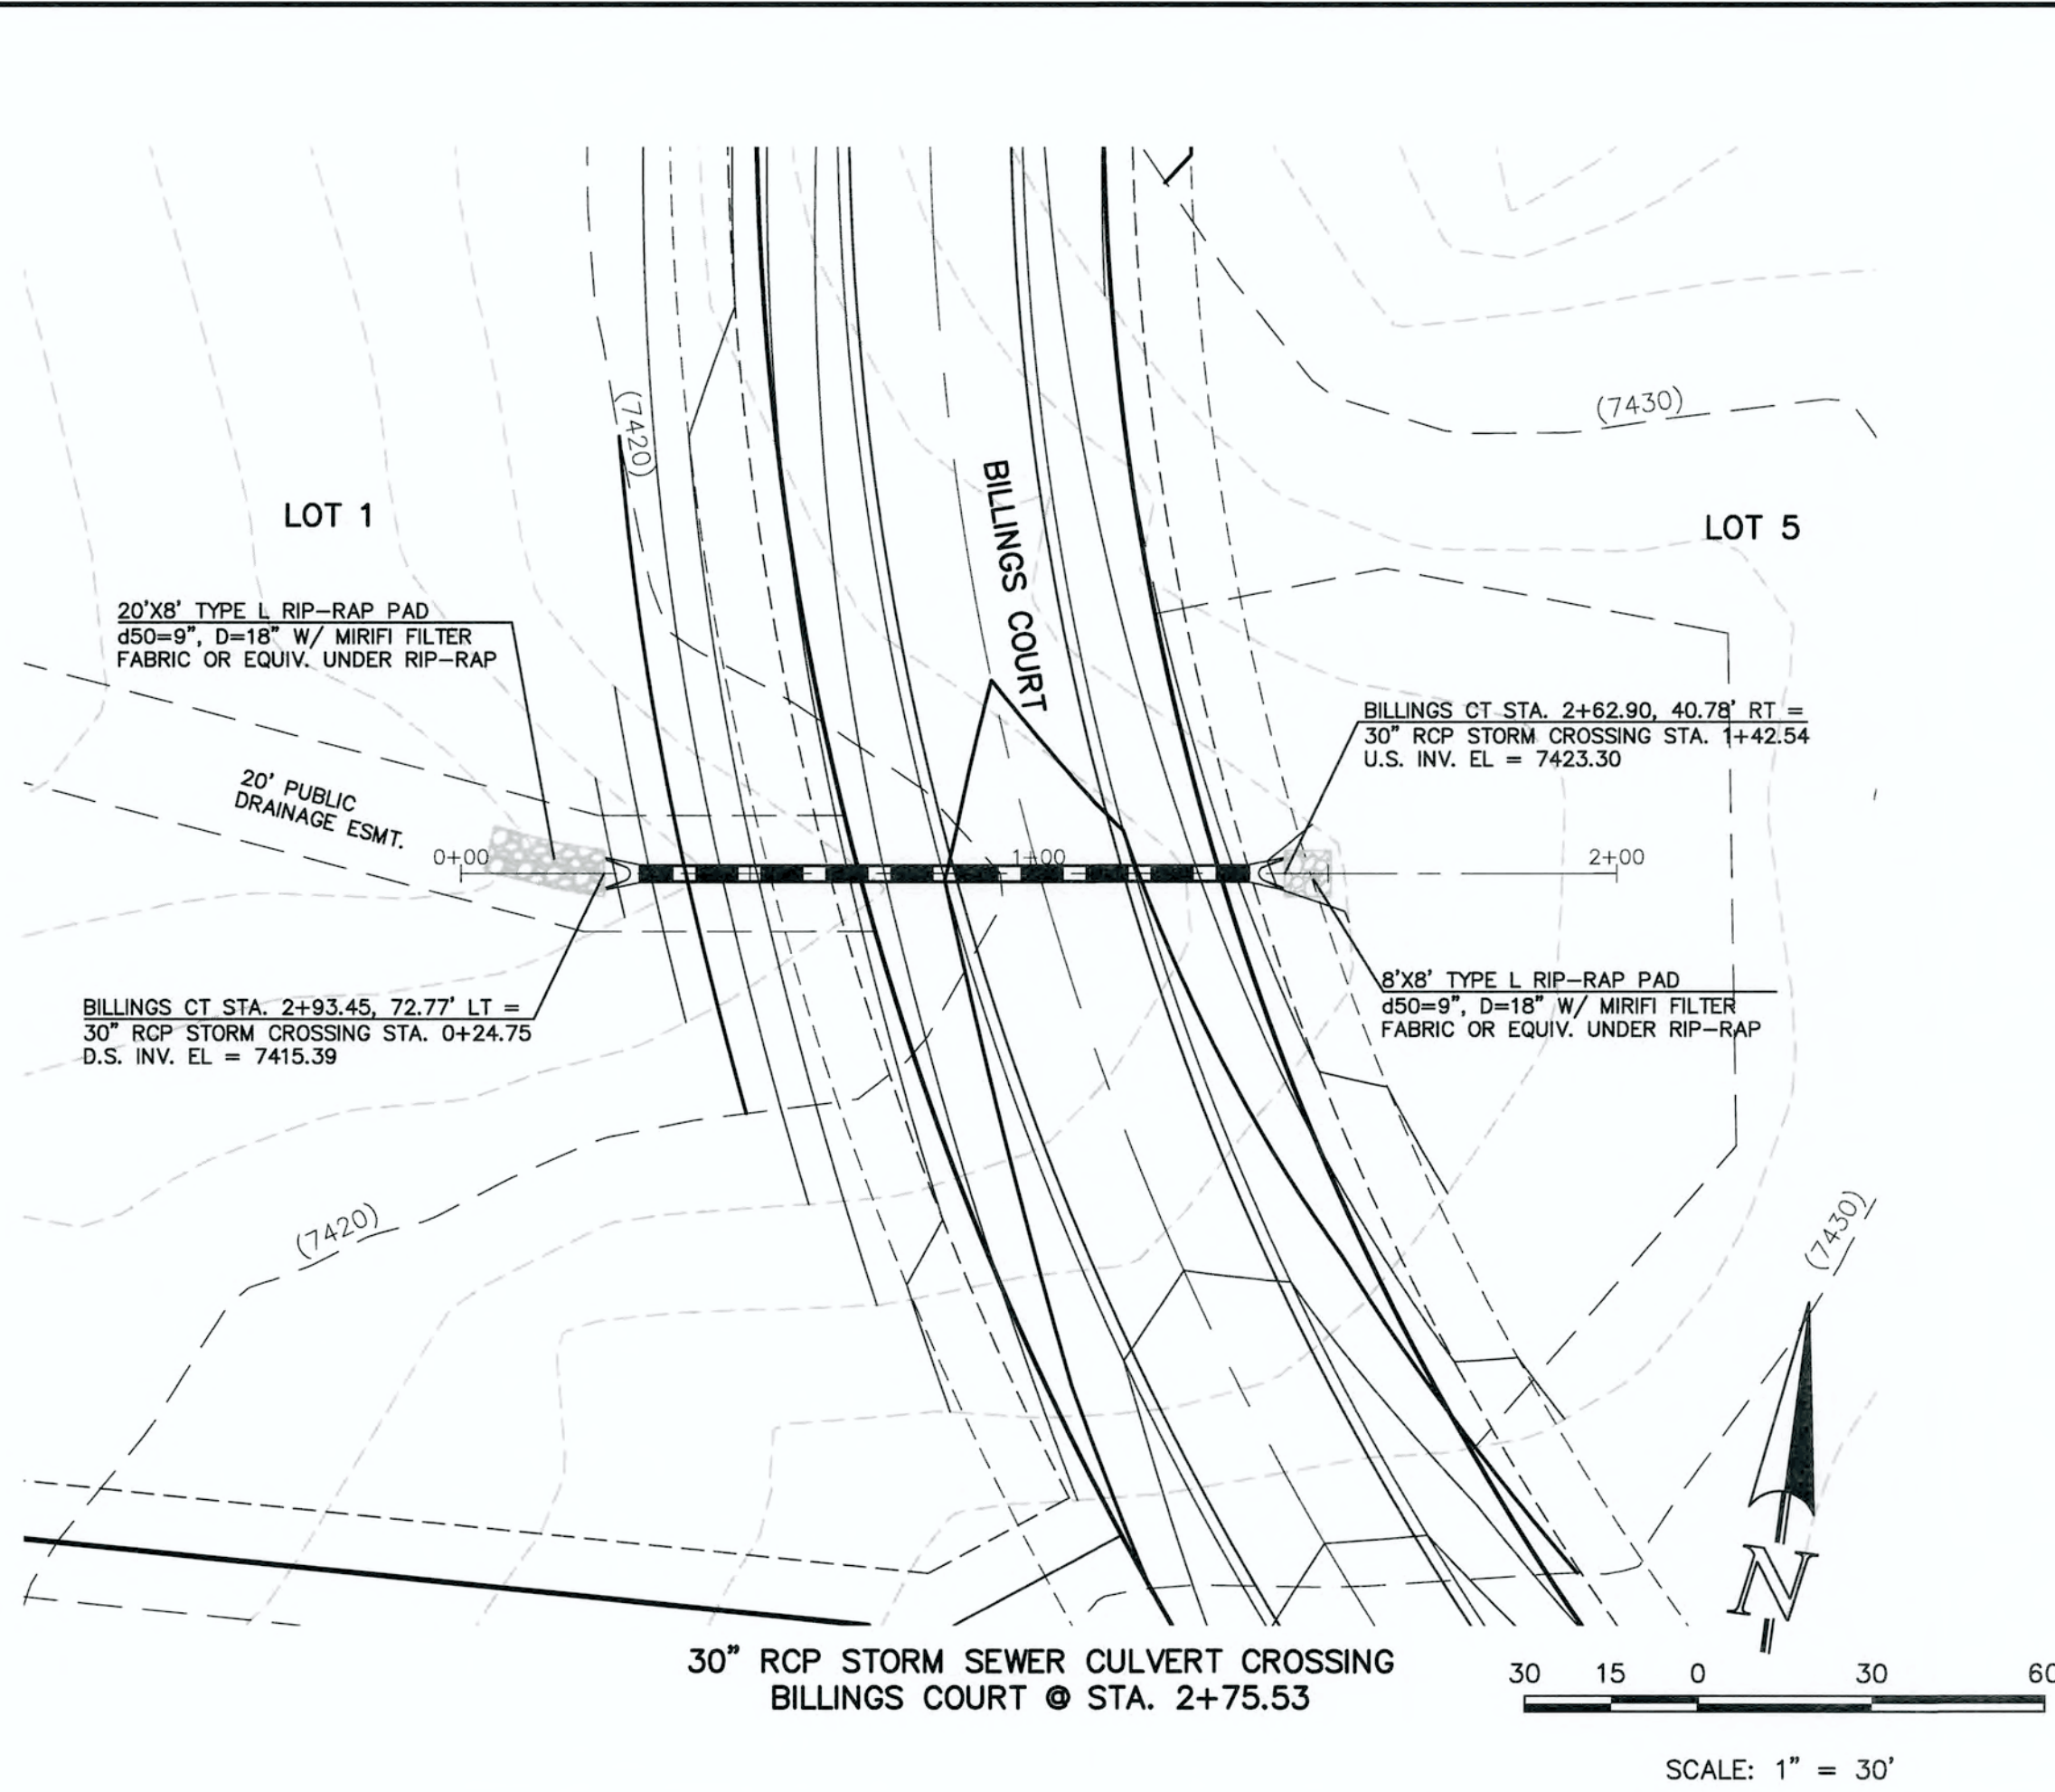 (7420)
(7430)
BILLINGS COURT
LOT 1
LOT 5
20'X8' TYPE L RIP-RAP PAD
d50=9", D=18" W/ MIRIFI FILTER
FABRIC OR EQUIV. UNDER RIP-RAP
BILLINGS CT STA. 2+62.90, 40.78' RT =
30" RCP STORM CROSSING STA. 1+42.54
U.S. INV. EL = 7423.30
20' PUBLIC
DRAINAGE ESMT.
0+00
1+00
2+00
BILLINGS CT STA. 2+93.45, 72.77' LT =
30" RCP STORM CROSSING STA. 0+24.75
D.S. INV. EL = 7415.39
8'X8' TYPE L RIP-RAP PAD
d50=9", D=18" W/ MIRIFI FILTER
FABRIC OR EQUIV. UNDER RIP-RAP
(7420)
(7430)
N
30" RCP STORM SEWER CULVERT CROSSING
BILLINGS COURT @ STA. 2+75.53
30 15 0 30 60
SCALE: 1" = 30'